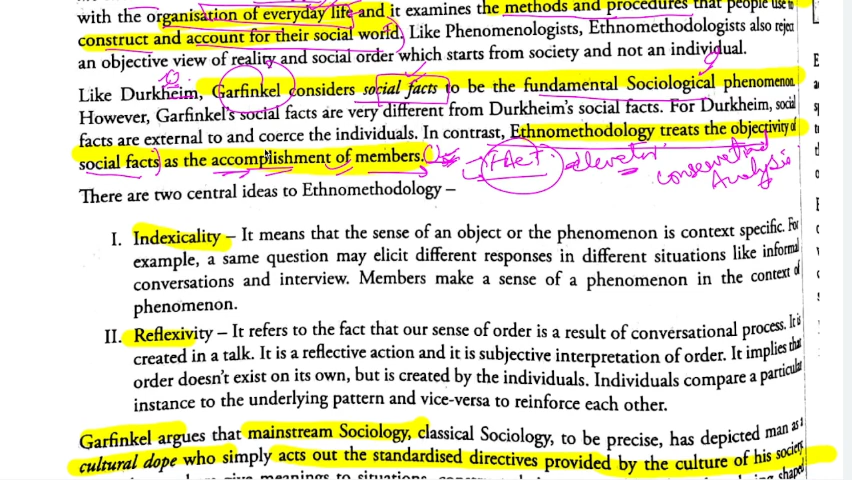 with the organisation of everyday life and it examines the methods and procedures that people use to
construct and account for their social world. Like Phenomenologists, Ethnomethodologists also reject
an objective view of reality and social order which starts from society and not an individual.
Like Durkheim, Garfinkel considers social facts to be the fundamental Sociological phenomenon.
However, Garfinkel's social facts are very different from Durkheim's social facts. For Durkheim, social
facts are external to and coerce the individuals. In contrast, Ethnomethodology treats the objectivity of
social facts as the accomplishment of members.
elevator
Analysis
There are two central ideas to Ethnomethodology –
I. Indexicality – It means that the sense of an object or the phenomenon is context specific. For
example, a same question may elicit different responses in different situations like informal
conversations and interview. Members make a sense of a phenomenon in the context of
phenomenon.
II. Reflexivity – It refers to the fact that our sense of order is a result of conversational process. It is
created in a talk. It is a reflective action and it is subjective interpretation of order. It implies that
order doesn't exist on its own, but is created by the individuals. Individuals compare a particular
instance to the underlying pattern and vice-versa to reinforce each other.
Garfinkel argues that mainstream Sociology, classical Sociology, to be precise, has depicted man as a
cultural dope who simply acts out the standardised directives provided by the culture of his society